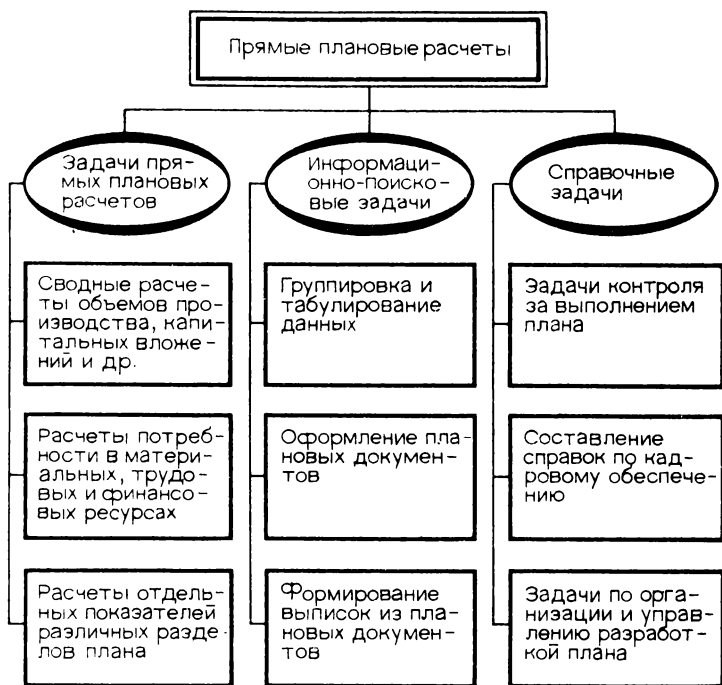 Прямые плановые расчеты
Задачи пря-
мых плановых
расчетов
Информаци-
онно-поиско-
вые задачи
Справочные
задачи
Сводные расче-
ты объемов про-
изводства, капи-
тальных вложе-
ний и др.
Группировка и
табулирование
данных
Задачи контроля
за выполнением
плана
Расчеты потреб-
ности в матери-
альных, трудо-
вых и финансо-
вых ресурсах
Оформление пла-
новых докумен-
тов
Составление
справок по кад-
ровому обеспече-
нию
Расчеты отдель-
ных показателей
различных разде-
лов плана
Формирование
выписок из пла-
новых докумен-
тов
Задачи по орга-
низации и упра-
влению разработ-
кой плана